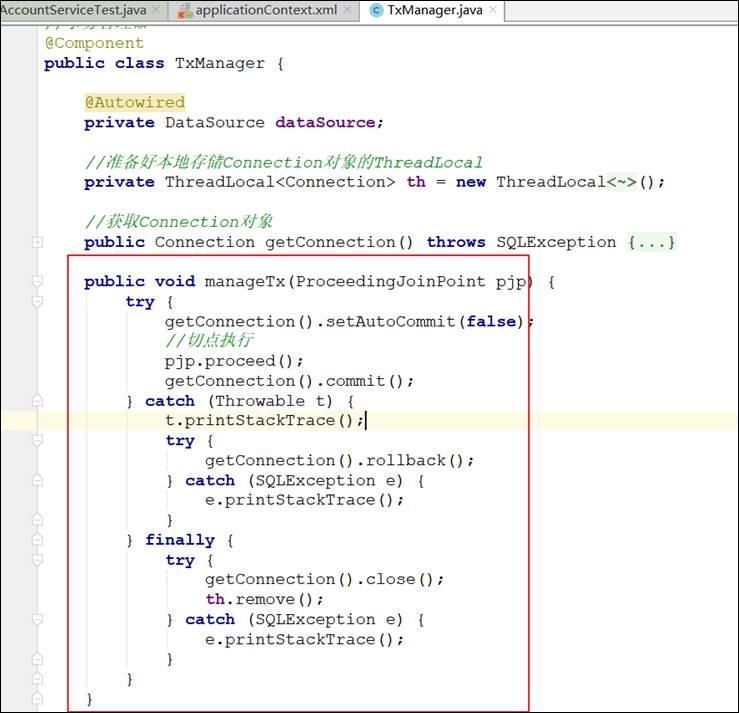 AccountServiceTest.java applicationContext.xml TxManager.java
@Component
public class TxManager {
@Autowired
private DataSource dataSource;
//准备好本地存储Connection对象的ThreadLocal
private ThreadLocal<Connection> th = new ThreadLocal<~>();
//获取Connection对象
public Connection getConnection() throws SQLException {...}
public void manageTx(ProceedingJoinPoint pjp) {
try {
getConnection().setAutoCommit(false);
//切点执行
pjp.proceed();
getConnection().commit();
} catch (Throwable t) {
t.printStackTrace();
try {
getConnection().rollback();
} catch (SQLException e) {
e.printStackTrace();
}
} finally {
try {
getConnection().close();
th.remove();
} catch (SQLException e) {
e.printStackTrace();
}
}
}